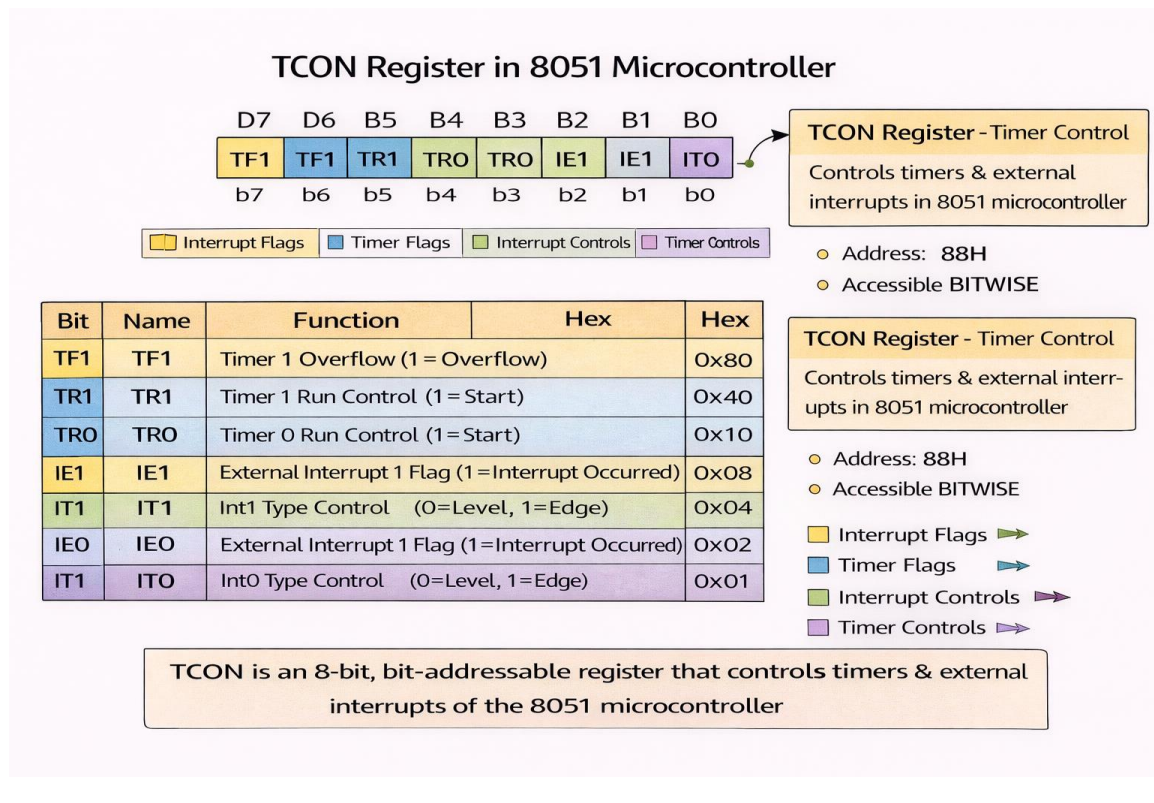 TCON Register in 8051 Microcontroller
D7 D6 B5 B4 B3 B2 B1 B0
TF1 TF1 TR1 TR0 TR0 IE1 IE1 IT0
b7 b6 b5 b4 b3 b2 b1 b0
Interrupt Flags Timer Flags Interrupt Controls Timer Controls
TCON Register - Timer Control
Controls timers & external
interrupts in 8051 microcontroller
Address: 88H
Accessible BITWISE
Bit Name Function Hex Hex
TF1 TF1 Timer 1 Overflow (1 = Overflow) 0x80
TR1 TR1 Timer 1 Run Control (1 = Start) 0x40
TR0 TR0 Timer 0 Run Control (1 = Start) 0x10
IE1 IE1 External Interrupt 1 Flag (1 = Interrupt Occurred) 0x08
IT1 IT1 Int1 Type Control (0=Level, 1=Edge) 0x04
IE0 IE0 External Interrupt 1 Flag (1 = Interrupt Occurred) 0x02
IT1 IT0 Int0 Type Control (0=Level, 1=Edge) 0x01
TCON Register - Timer Control
Controls timers & external interr-
upts in 8051 microcontroller
Address: 88H
Accessible BITWISE
Interrupt Flags
Timer Flags
Interrupt Controls
Timer Controls
TCON is an 8-bit, bit-addressable register that controls timers & external
interrupts of the 8051 microcontroller